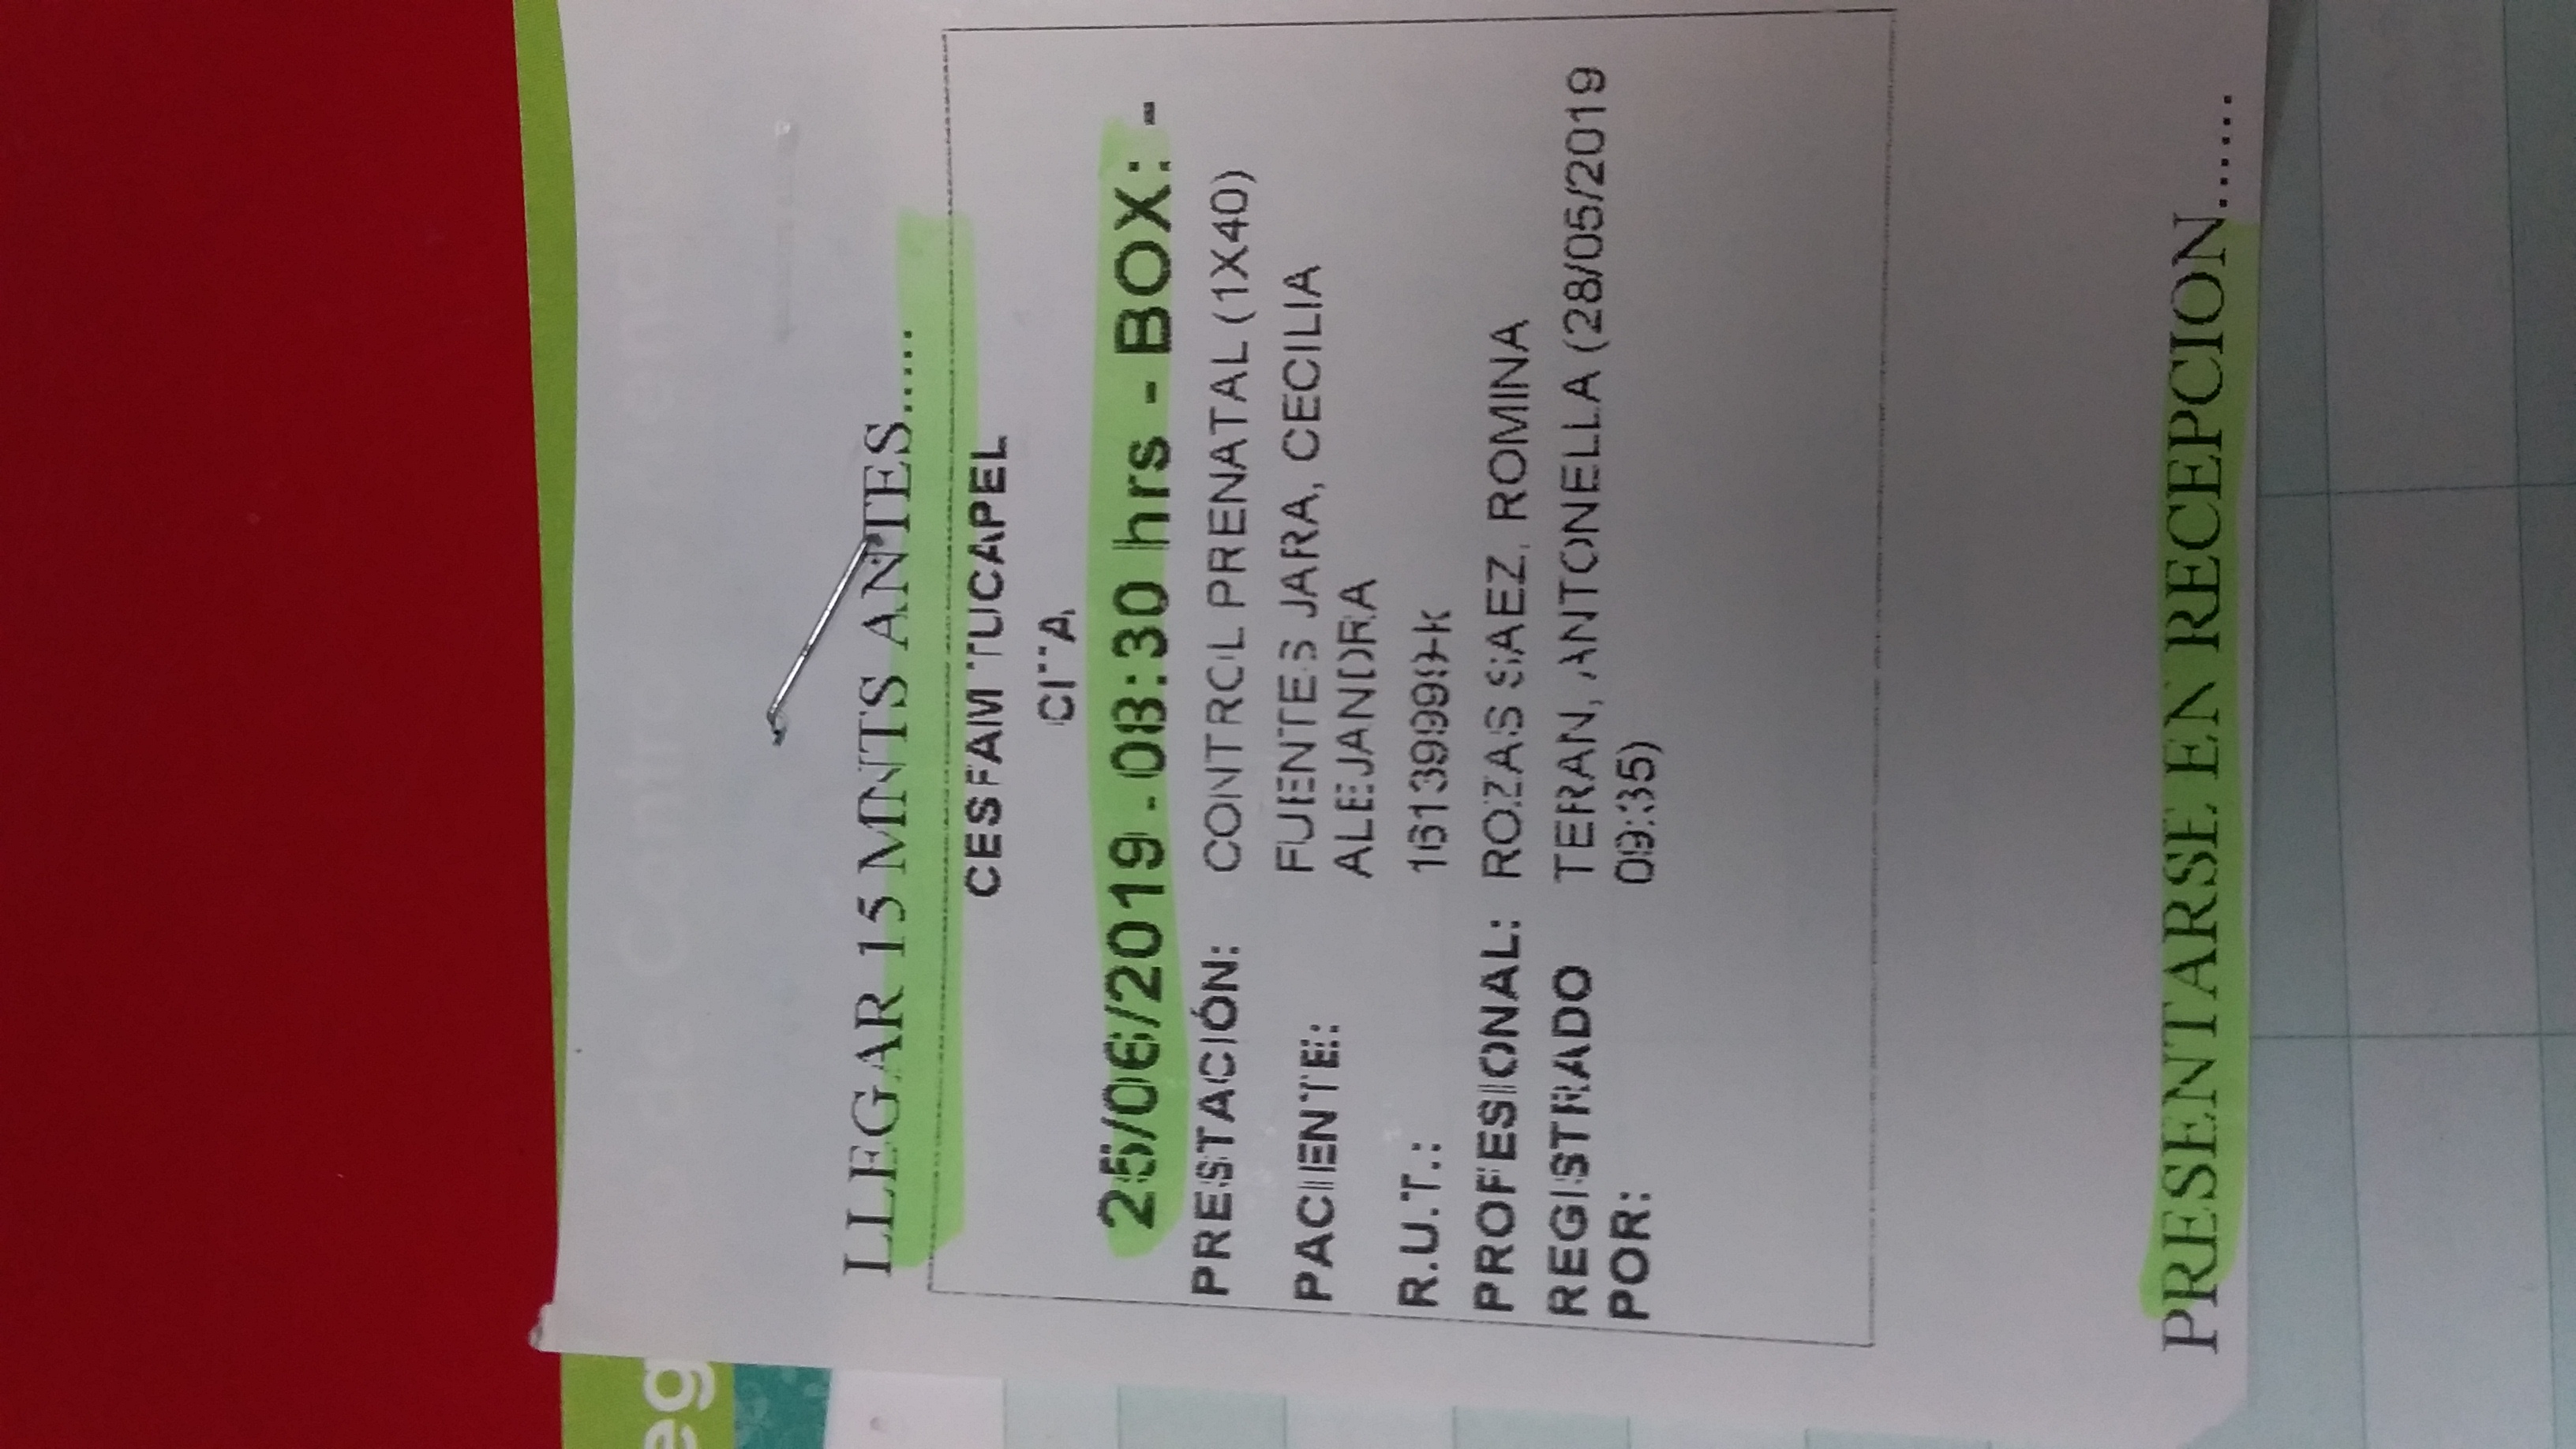 eg
LLEGAR 15 MNTS ANTES.....
CESFAM TUCAPEL
CITA
25/06/2019 - 08:30 hrs - BOX: -
PRESTACIÓN: CONTROL PRENATAL (1X40)
PACIENTE: FUENTES JARA, CECILIA
ALEJANDRA
R.U.T.: 16139999-k
PROFESIONAL: ROZAS SAEZ, ROMINA
REGISTRADO TERAN, ANTONELLA (28/05/2019
POR: 09:35)
PRESENTARSE EN RECEPCION......